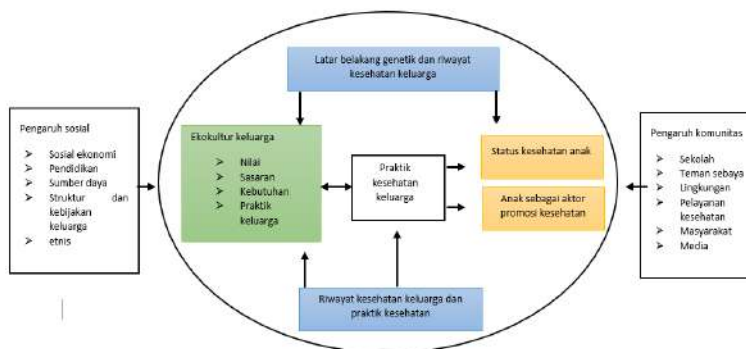 Latar belakang genetik dan riwayat
kesehatan keluarga
Pengaruh sosial
Sosial ekonomi
Pendidikan
Sumber daya
Struktur dan
kebijakan
keluarga
etnis
Ekokultur keluarga
Nilai
Sasaran
Kebutuhan
Praktik
keluarga
Praktik
kesehatan
keluarga
Status kesehatan anak
Anak sebagai aktor
promosi kesehatan
Pengaruh komunitas
Sekolah
Teman sebaya
Lingkungan
Pelayanan
kesehatan
Masyarakat
Media
Riwayat kesehatan keluarga dan
praktik kesehatan